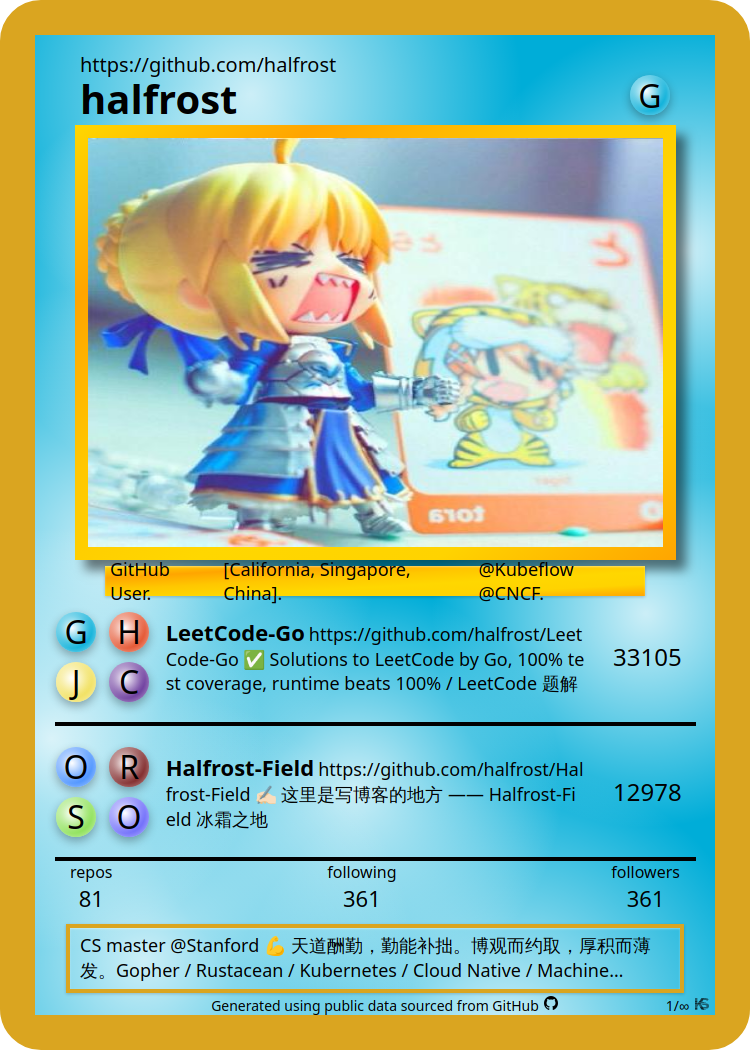 https://github.com/halfrost
halfrost
G
とら
と
tora
GitHub User.
[California, Singapore, China].
@Kubeflow @CNCF.
G H
J C
LeetCode-Go https://github.com/halfrost/Leet
Code-Go ✅ Solutions to LeetCode by Go, 100% te
st coverage, runtime beats 100% / LeetCode 题解
33105
O R
S O
Halfrost-Field https://github.com/halfrost/Hal
frost-Field ✍🏻 这里是写博客的地方 —— Halfrost-Fi
eld 冰霜之地
12978
repos following followers
81 361 361
CS master @Stanford 💪 天道酬勤，勤能补拙。博观而约取，厚积而薄
发。Gopher / Rustacean / Kubernetes / Cloud Native / Machine...
Generated using public data sourced from GitHub
1/∞